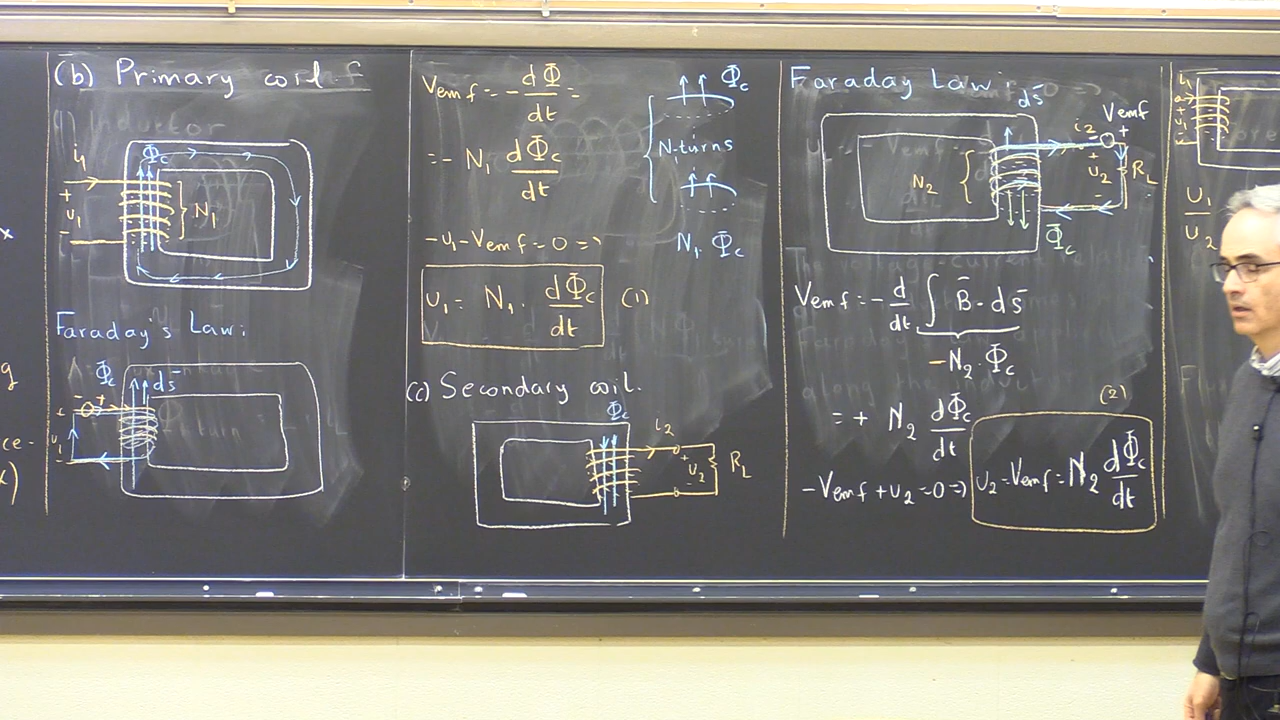 (b) Primary coil.
i₁
Φc
+
u₁
-
N₁
Faraday's Law:
Φc ds̄
- +
+
u₁
-
Vemf = - dΦ/dt =
= - N₁ dΦc/dt
Φc
N₁ turns
N₁. Φc
-u₁ - Vemf = 0 =>
u₁ = N₁ . dΦc/dt (1)
(c) Secondary coil.
Φc
i₂
+
u₂
-
RL
Faraday Law:
ds̄
i₂
Vemf
- +
N₂
+
u₂
-
RL
Φc
Vemf = - d/dt ∫ B̄ . ds̄
-N₂ . Φc
= + N₂ dΦc/dt
(2)
-Vemf + u₂ = 0 => u₂ = Vemf = N₂ dΦc/dt
i₁
+
u₁
-
U₁/U₂